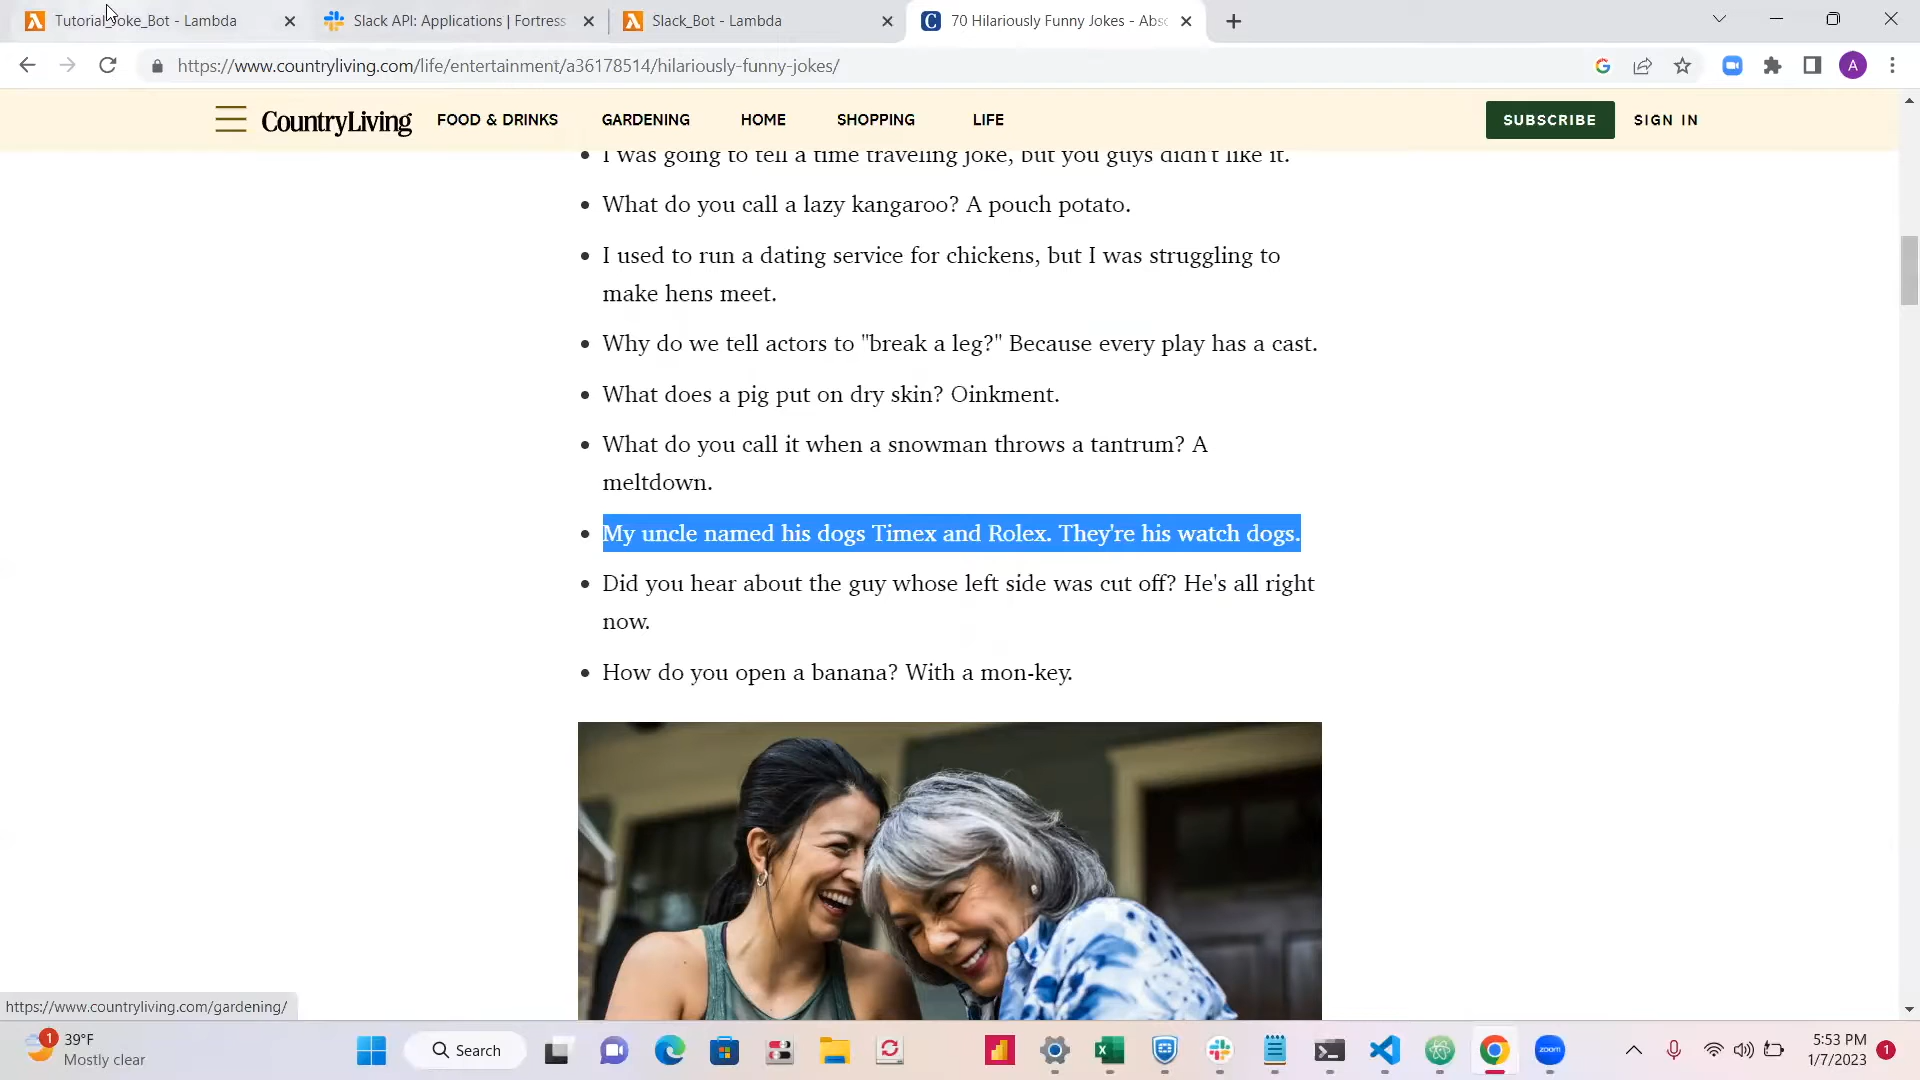 Tutorial_Joke_Bot - Lambda
Slack API: Applications | Fortress
Slack_Bot - Lambda
70 Hilariously Funny Jokes - Abso
https://www.countryliving.com/life/entertainment/a36178514/hilariously-funny-jokes/
A
CountryLiving
FOOD & DRINKS
GARDENING
HOME
SHOPPING
LIFE
SUBSCRIBE
SIGN IN
I was going to tell a time traveling joke, but you guys didn't like it.
What do you call a lazy kangaroo? A pouch potato.
I used to run a dating service for chickens, but I was struggling to
make hens meet.
Why do we tell actors to "break a leg?" Because every play has a cast.
What does a pig put on dry skin? Oinkment.
What do you call it when a snowman throws a tantrum? A
meltdown.
My uncle named his dogs Timex and Rolex. They're his watch dogs.
Did you hear about the guy whose left side was cut off? He's all right
now.
How do you open a banana? With a mon-key.
https://www.countryliving.com/gardening/
1
39°F
Mostly clear
Search
zoom
5:53 PM
1/7/2023
1